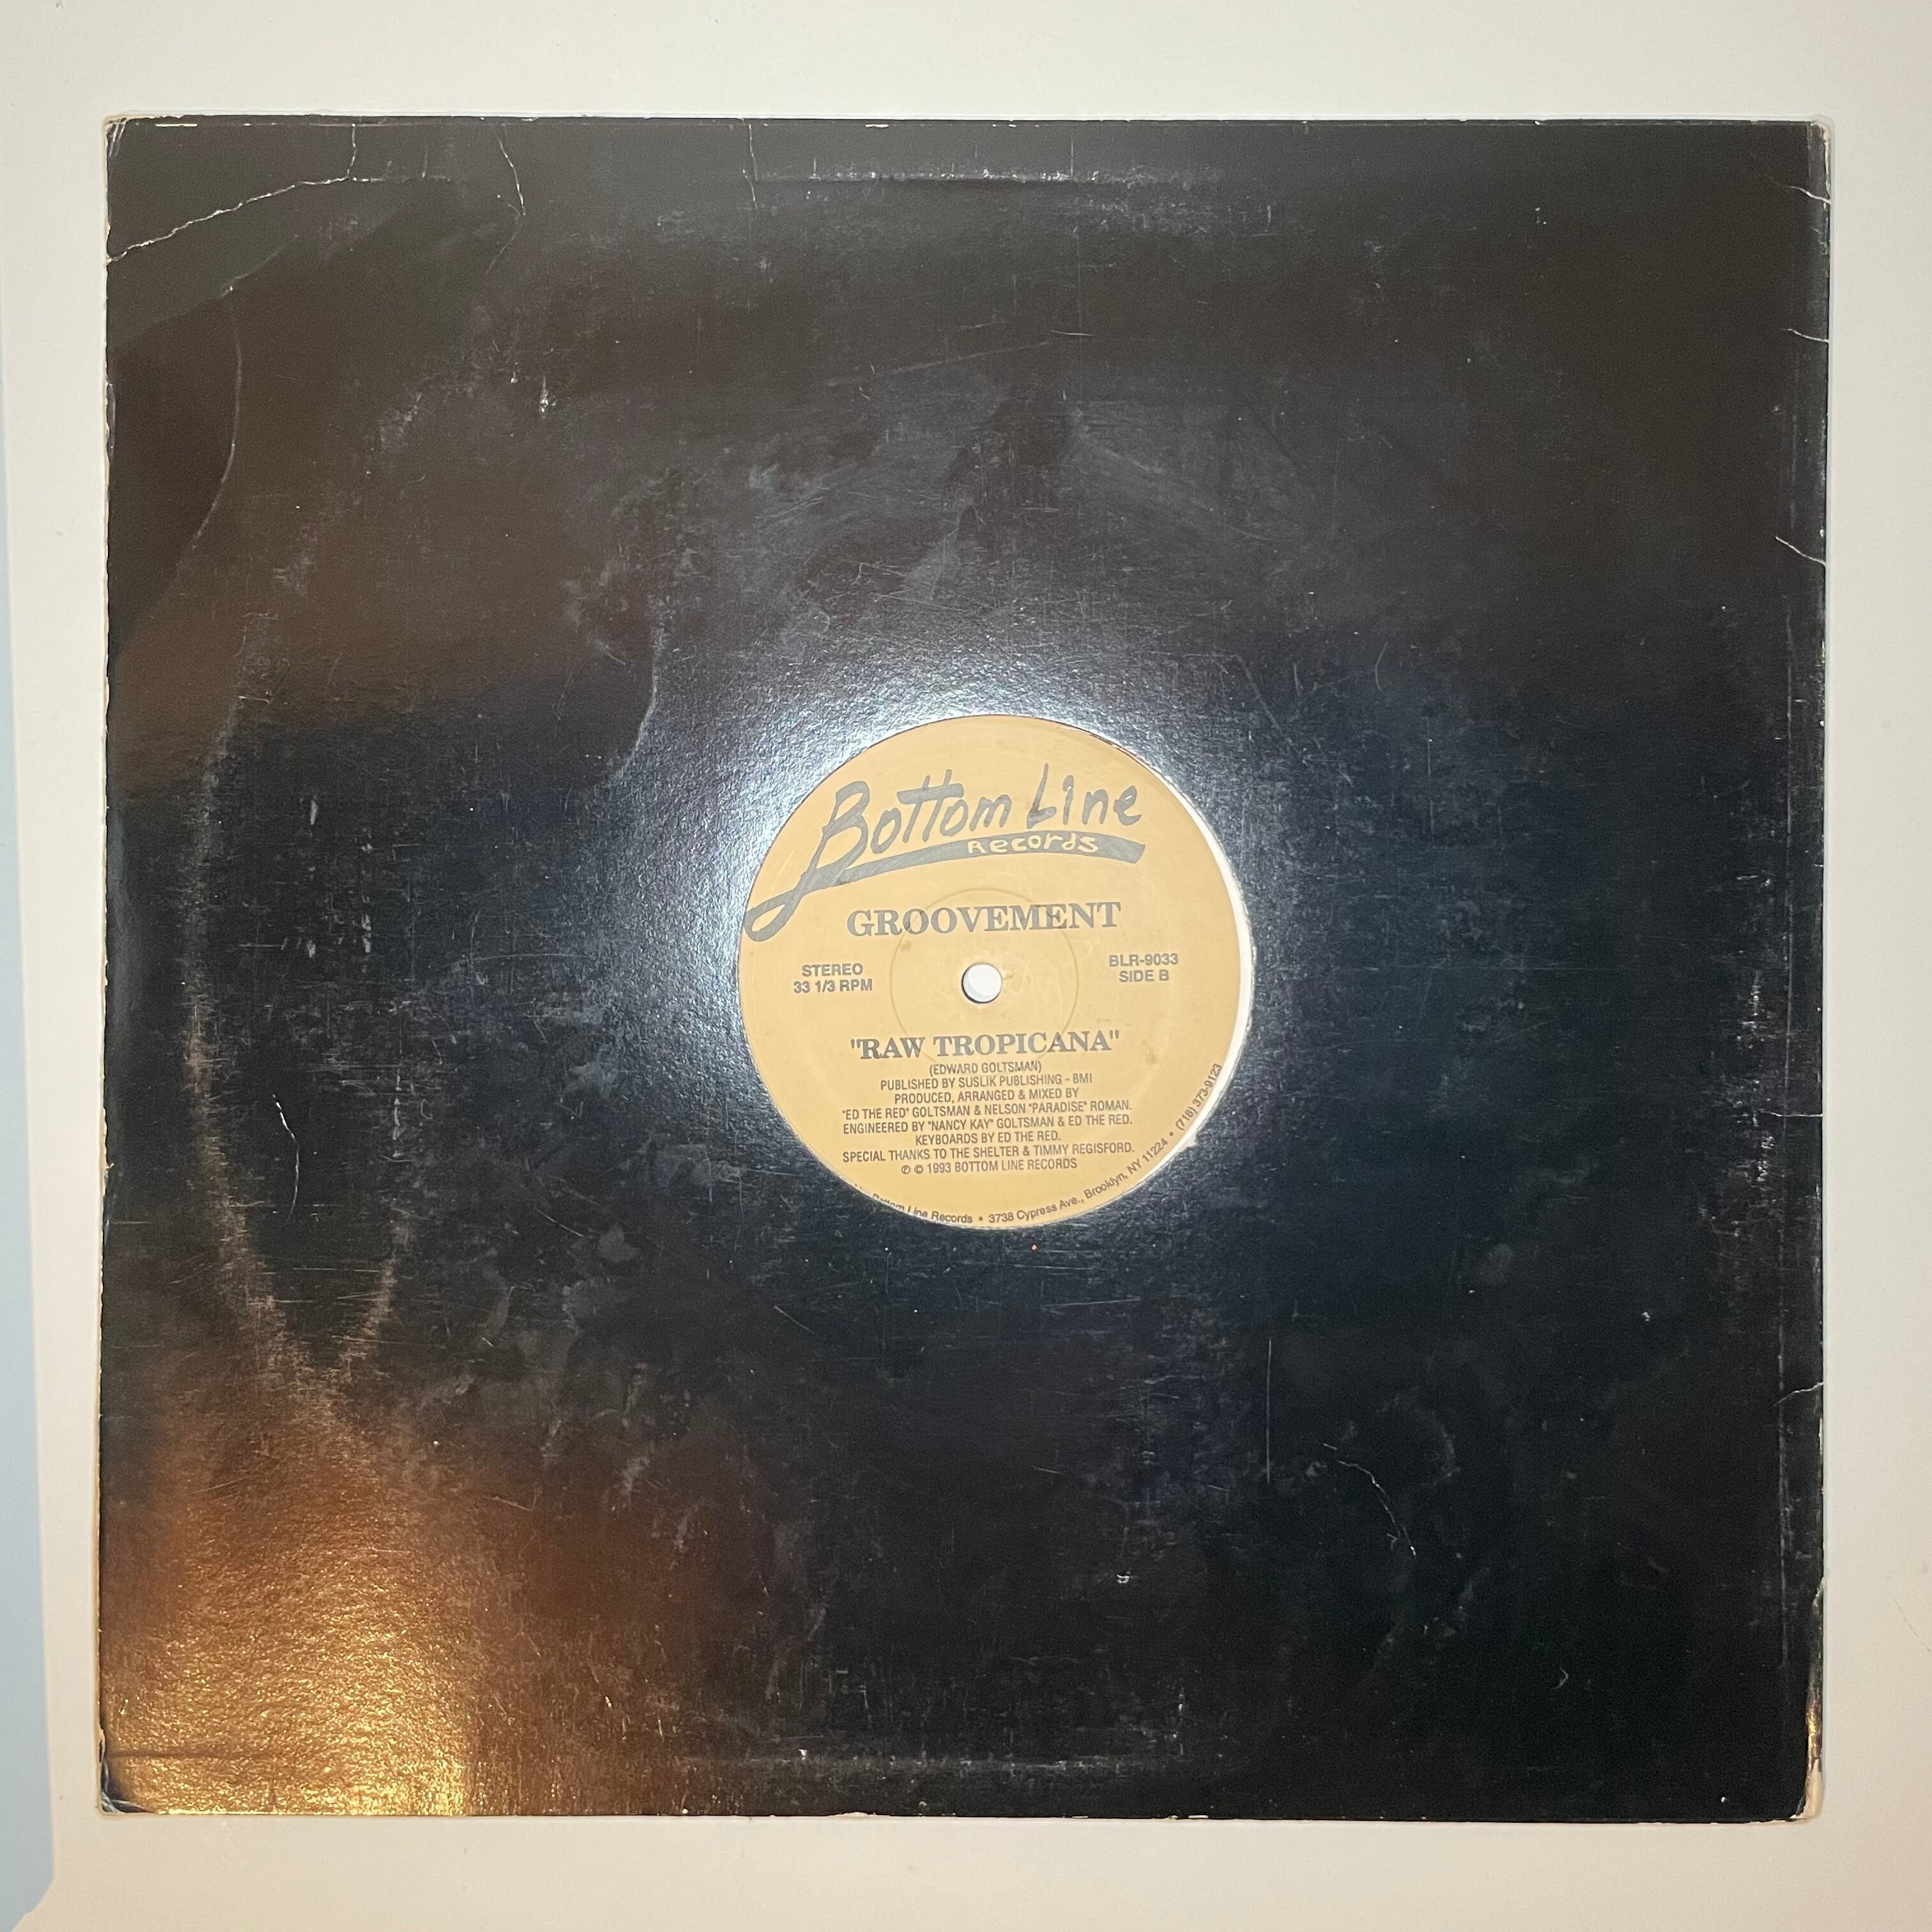 Bottom Line
Records
GROOVEMENT
STEREO
33 1/3 RPM
BLR-9033
SIDE B
"RAW TROPICANA"
(EDWARD GOLTSMAN)
PUBLISHED BY SUSLIK PUBLISHING - BMI
PRODUCED, ARRANGED & MIXED BY
"ED THE RED" GOLTSMAN & NELSON "PARADISE" ROMAN.
ENGINEERED BY "NANCY KAY" GOLTSMAN & ED THE RED.
KEYBOARDS BY ED THE RED.
SPECIAL THANKS TO THE SHELTER & TIMMY REGISFORD.
℗ © 1993 BOTTOM LINE RECORDS
Bottom Line Records • 3738 Cypress Ave., Brooklyn, NY 11224 • (718) 373-9123